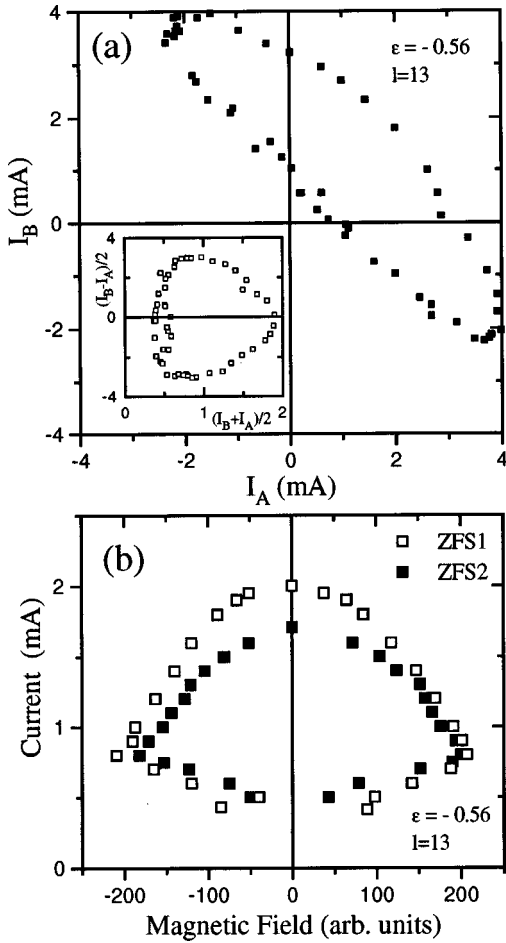 (a)
ε = - 0.56
l=13
4
2
0
-2
-4
I_B (mA)
4
0
-4
(I_B-I_A)/2
0
1
2
(I_B+I_A)/2
-4
-2
0
2
4
I_A (mA)
(b)
ZFS1
ZFS2
2
1
0
Current (mA)
ε = - 0.56
l=13
-200
-100
0
100
200
Magnetic Field (arb. units)